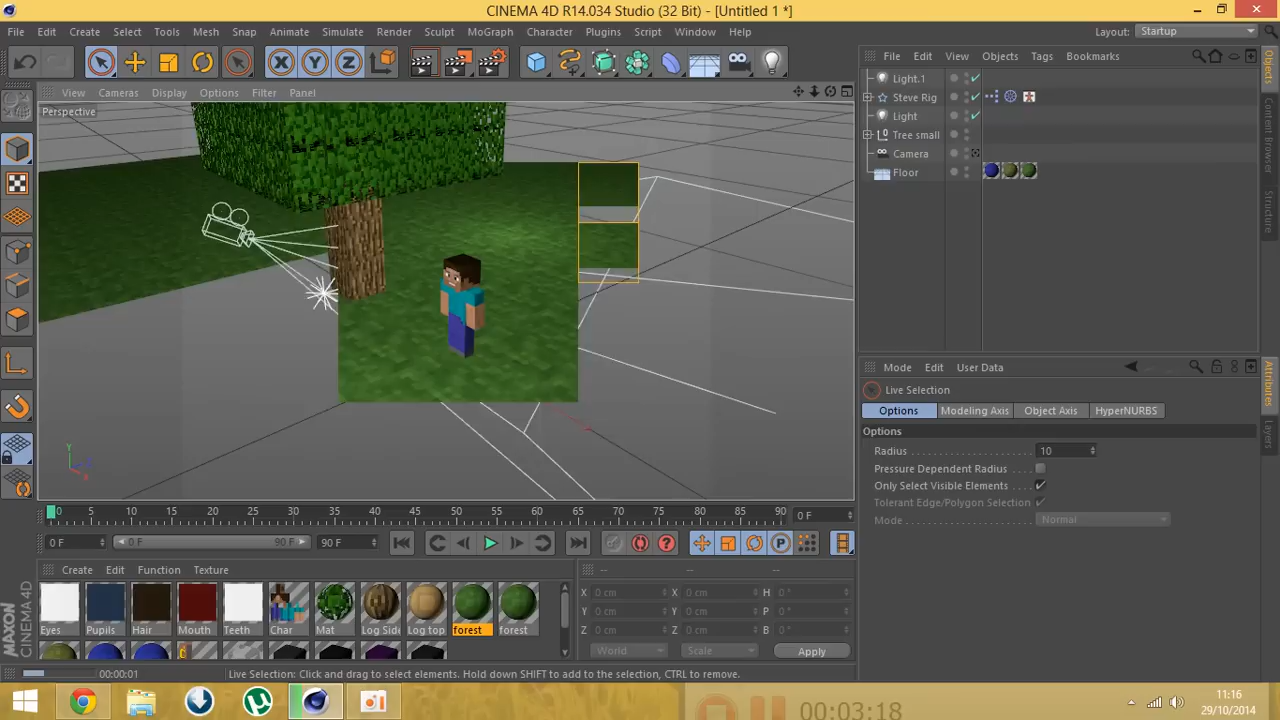 CINEMA 4D R14.034 Studio (32 Bit) - [Untitled 1 *]
File Edit Create Select Tools Mesh Snap Animate Simulate Render Sculpt MoGraph Character Plugins Script Window Help Layout: Startup
File Edit View Objects Tags Bookmarks
View Cameras Display Options Filter Panel
Perspective
Light.1
Steve Rig
Light
Tree small
Camera
Floor
Objects
Content Browser
Structure
Mode Edit User Data
Live Selection
Options Modeling Axis Object Axis HyperNURBS
Options
Radius 10
Pressure Dependent Radius
Only Select Visible Elements
Tolerant Edge/Polygon Selection
Mode Normal
Attributes
Layers
Y
0 5 10 15 20 25 30 35 40 45 50 55 60 65 70 75 80 85 90 0 F
0 F 0 F 90 F 90 F
Create Edit Function Texture
Eyes Pupils Hair Mouth Teeth Char Mat Log Side Log top forest forest
-- -- --
X 0 cm X 0 cm H 0 °
Y 0 cm Y 0 cm P 0 °
Z 0 cm Z 0 cm B 0 °
World Scale Apply
MAXON CINEMA 4D
00:00:01 Live Selection: Click and drag to select elements. Hold down SHIFT to add to the selection, CTRL to remove.
00:03:18
11:16
29/10/2014